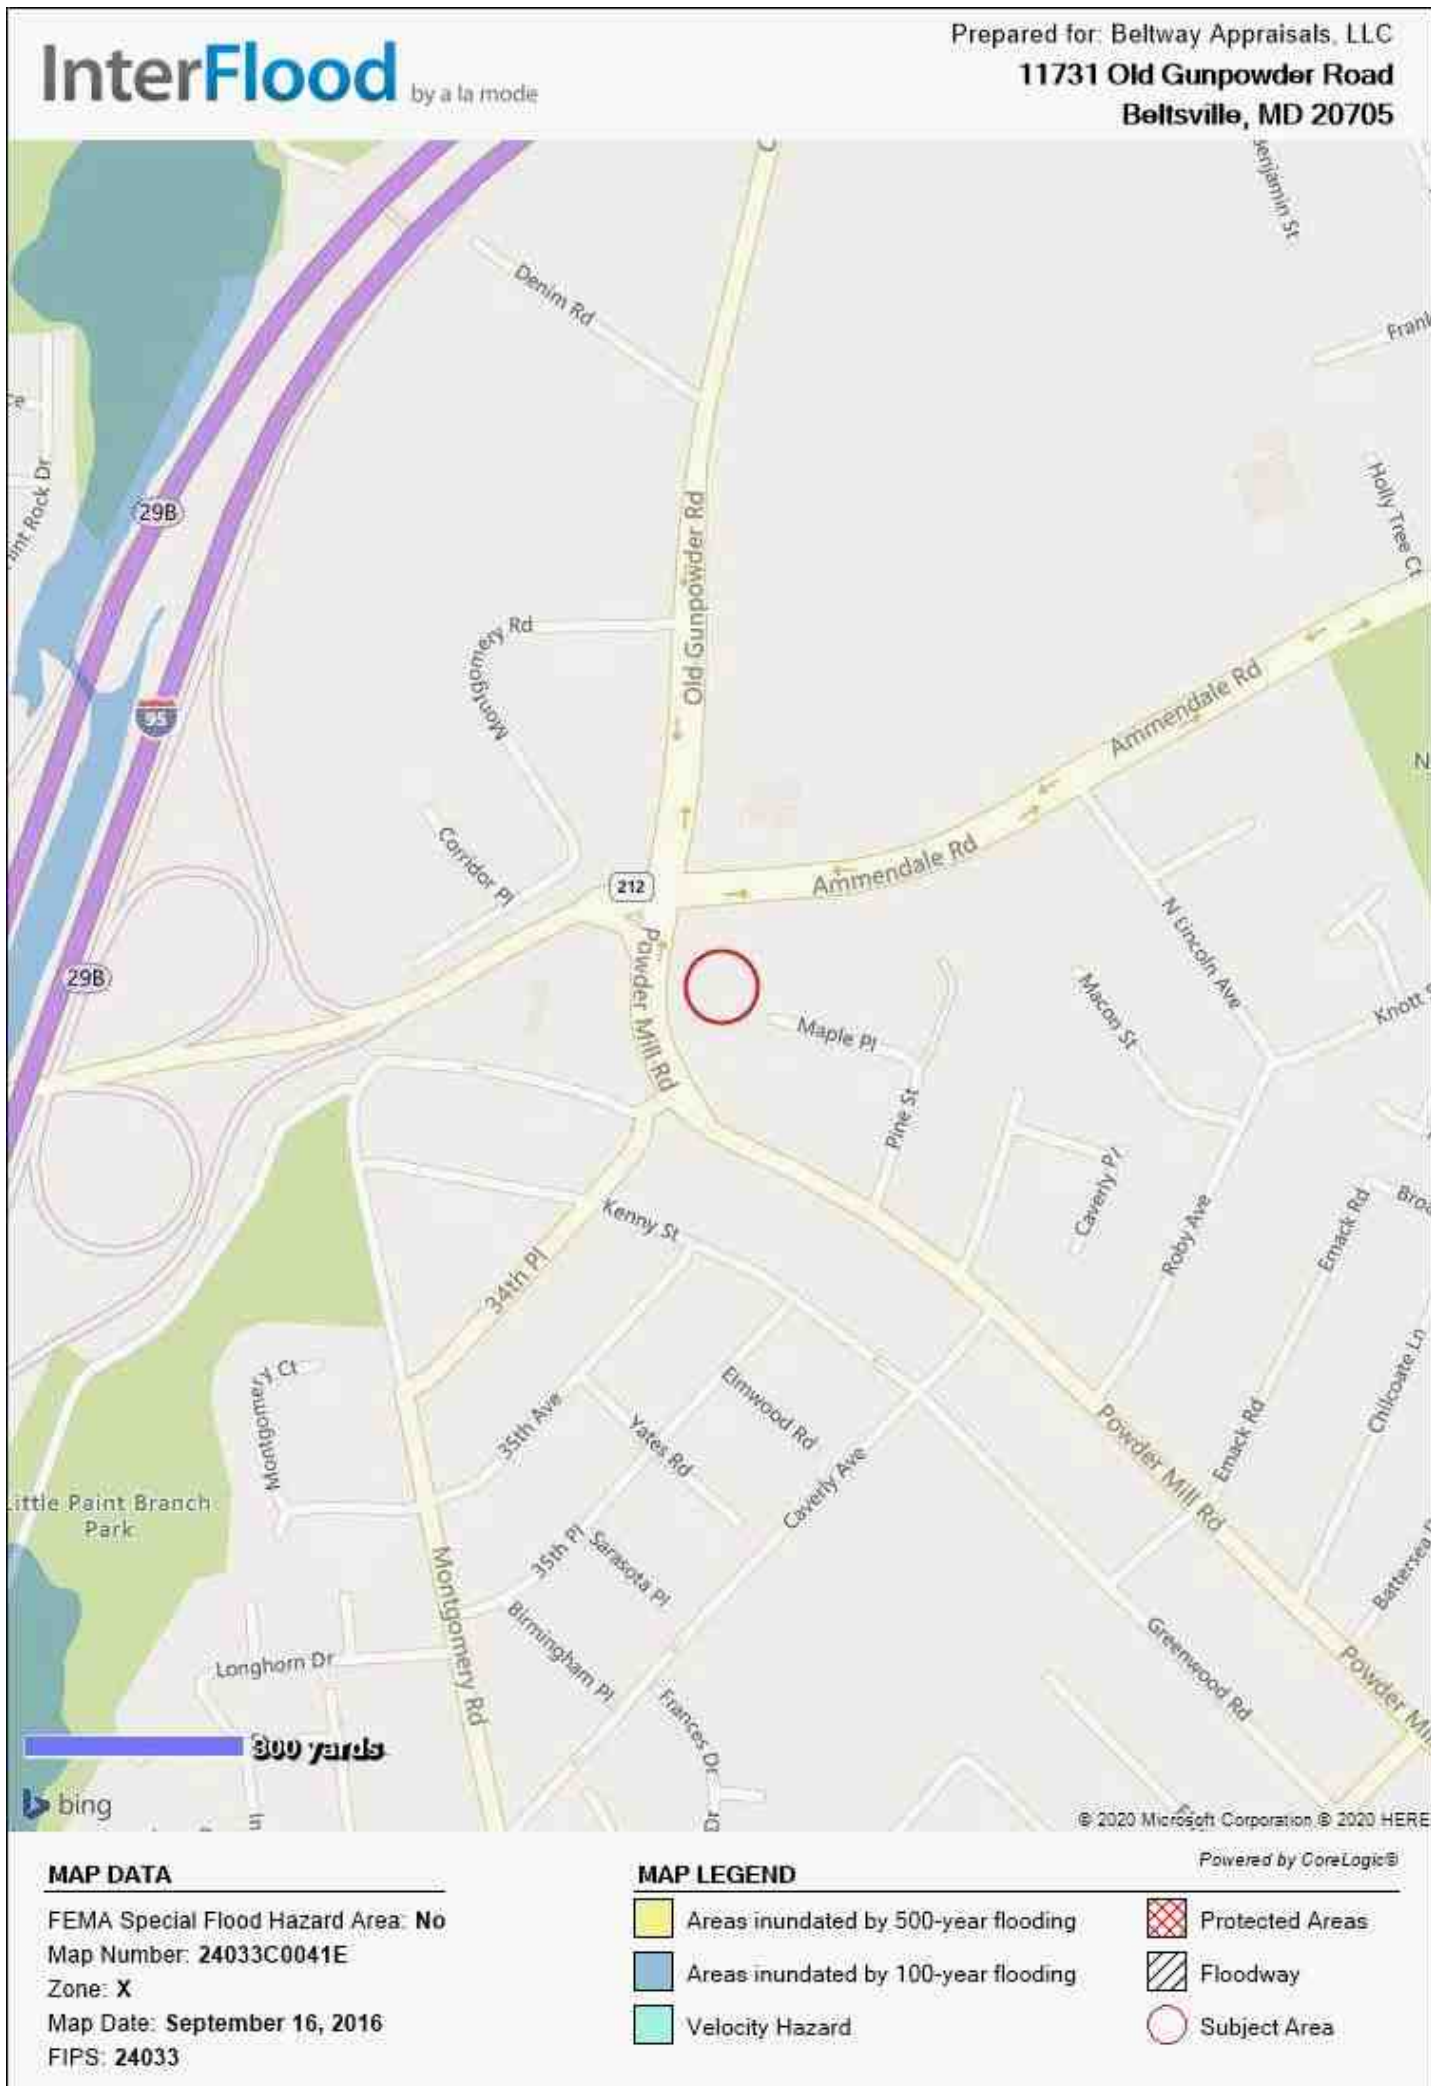 InterFlood by a la mode
Prepared for: Beltway Appraisals, LLC
11731 Old Gunpowder Road
Beltsville, MD 20705
Denim Rd
29B
Old Gunpowder Rd
Holly Tree Ct
Montgomery Rd
95
Ammendale Rd
Corridor Pl
212
Ammendale Rd
N Lincoln Ave
Powder Mill Rd
29B
Maple Pl
Macon St
Pine St
Caverly Pl
Roby Ave
Emack Rd
Kenny St
34th Pl
Montgomery Ct
Elmwood Rd
35th Ave
Yates Rd
Chilcoate Ln
Emack Rd
Caverly Ave
Powder Mill Rd
Little Paint Branch
Park
35th Pl
Sarasota Pl
Montgomery Rd
Birmingham Pl
Longhorn Dr
Greenwood Rd
Frances Dr
800 yards
bing
© 2020 Microsoft Corporation © 2020 HERE
Powered by CoreLogic®
MAP DATA
FEMA Special Flood Hazard Area: No
Map Number: 24033C0041E
Zone: X
Map Date: September 16, 2016
FIPS: 24033
MAP LEGEND
Areas inundated by 500-year flooding
Areas inundated by 100-year flooding
Velocity Hazard
Protected Areas
Floodway
Subject Area